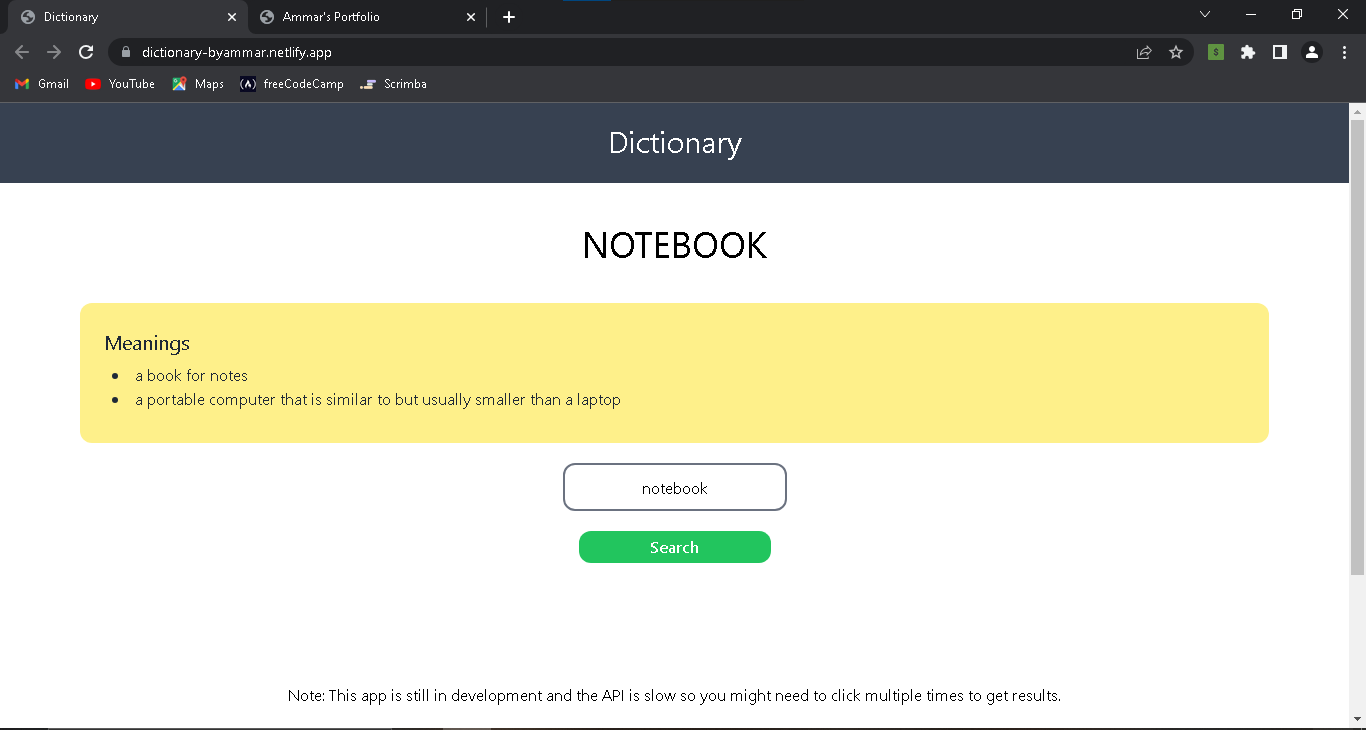 Dictionary
Ammar's Portfolio
dictionary-byammar.netlify.app
$
Gmail
YouTube
Maps
freeCodeCamp
Scrimba
Dictionary
NOTEBOOK
Meanings
• a book for notes
• a portable computer that is similar to but usually smaller than a laptop
notebook
Search
Note: This app is still in development and the API is slow so you might need to click multiple times to get results.